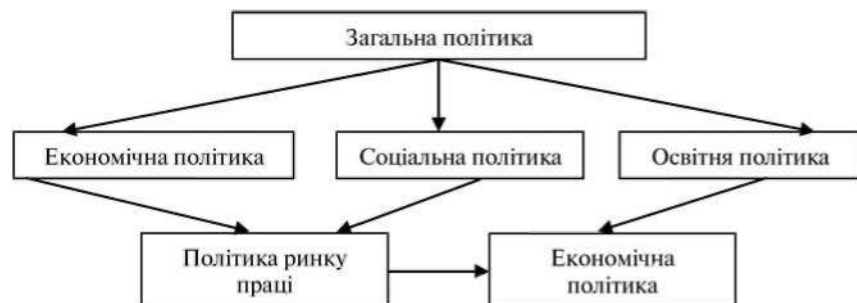 Загальна політика
Економічна політика
Соціальна політика
Освітня політика
Політика ринку
праці
Економічна
політика